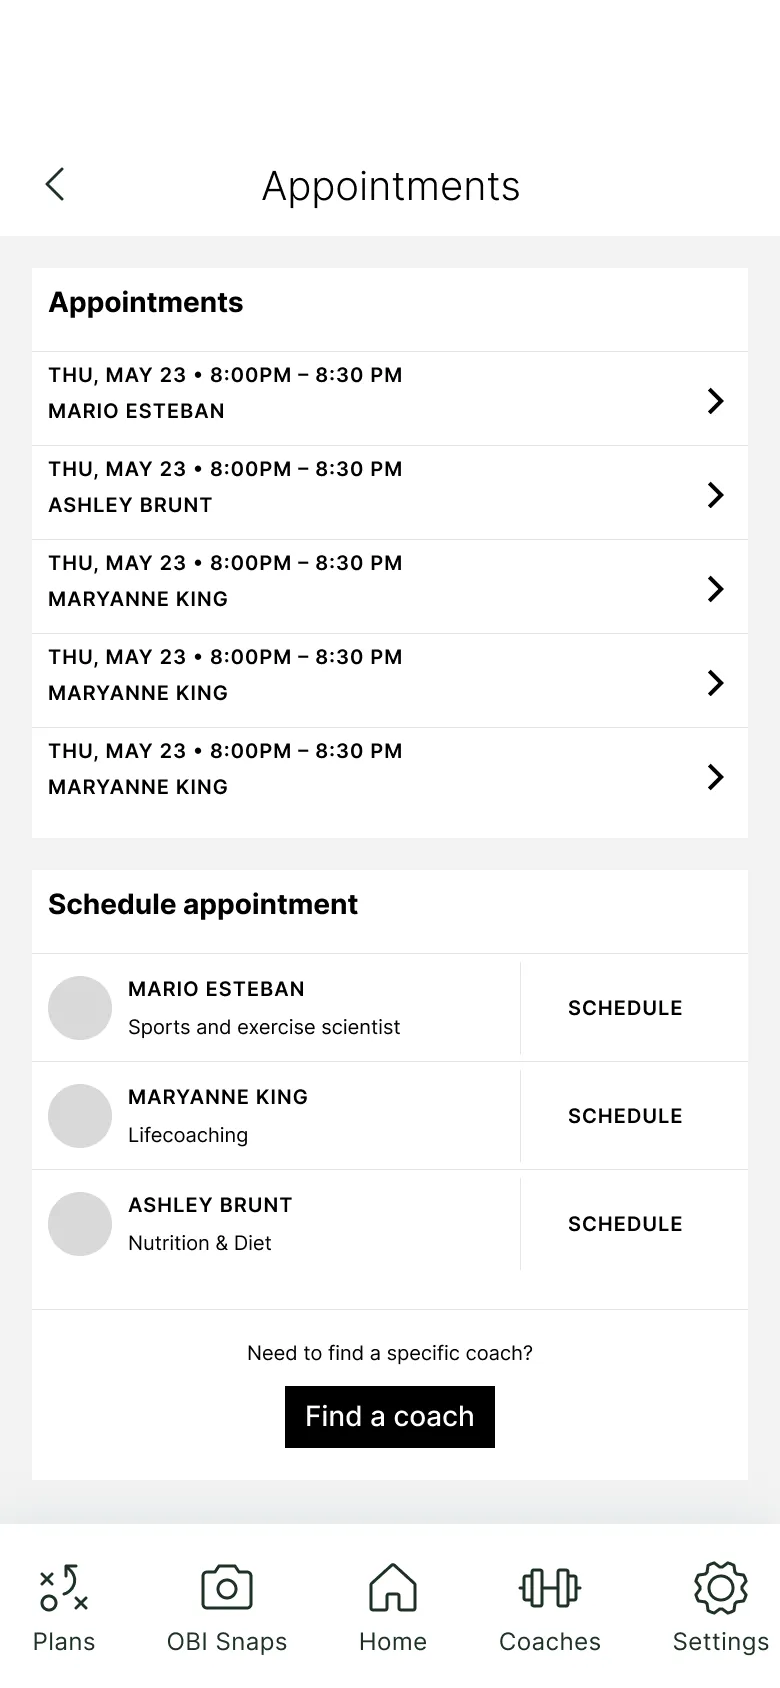 Appointments
Appointments
THU, MAY 23 • 8:00PM – 8:30 PM
MARIO ESTEBAN
THU, MAY 23 • 8:00PM – 8:30 PM
ASHLEY BRUNT
THU, MAY 23 • 8:00PM – 8:30 PM
MARYANNE KING
THU, MAY 23 • 8:00PM – 8:30 PM
MARYANNE KING
THU, MAY 23 • 8:00PM – 8:30 PM
MARYANNE KING
Schedule appointment
MARIO ESTEBAN
Sports and exercise scientist
SCHEDULE
MARYANNE KING
Lifecoaching
SCHEDULE
ASHLEY BRUNT
Nutrition & Diet
SCHEDULE
Need to find a specific coach?
Find a coach
Plans
OBI Snaps
Home
Coaches
Settings